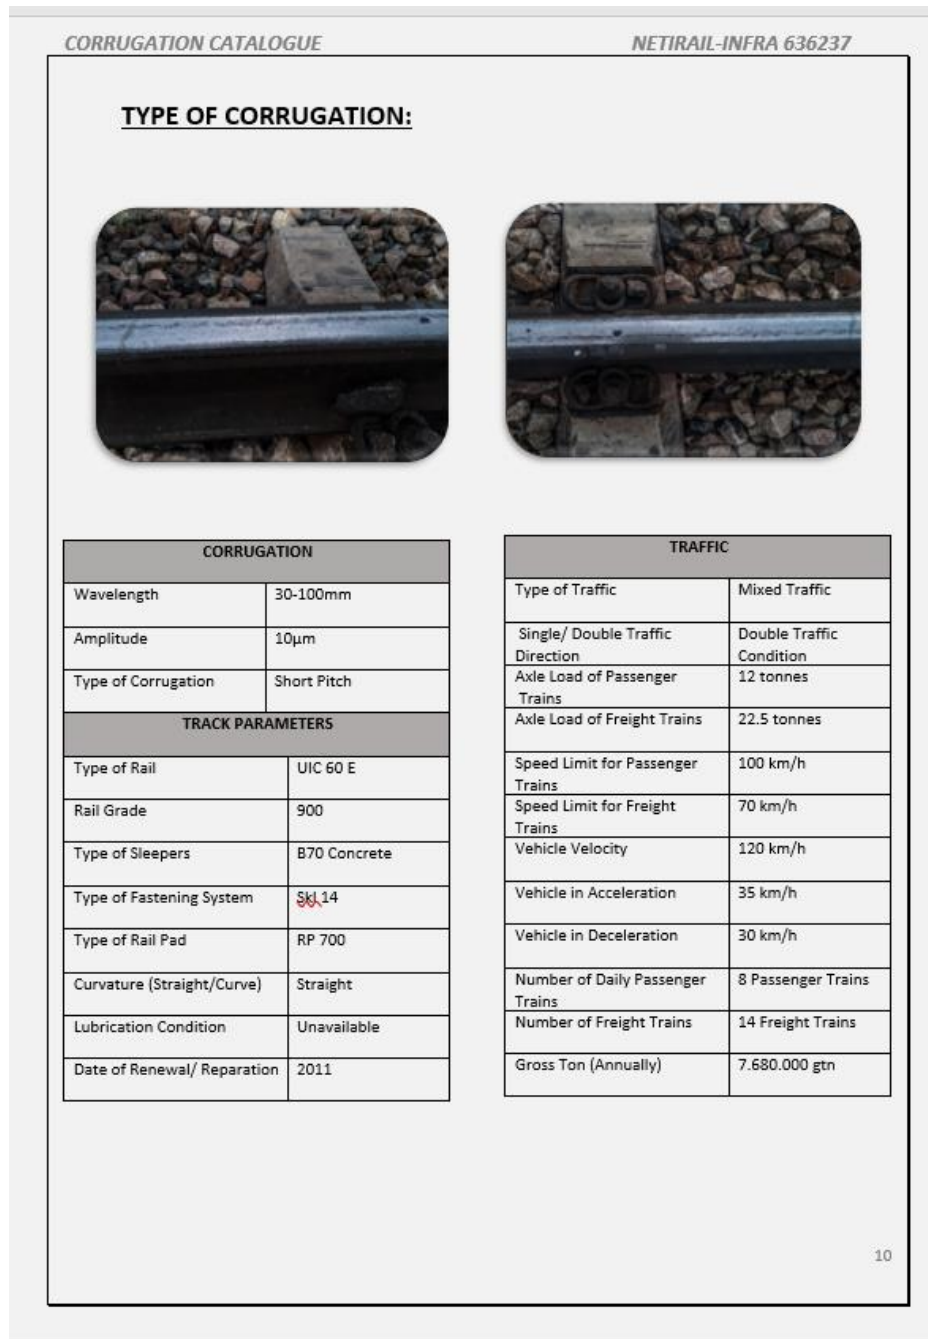 CORRUGATION CATALOGUE NETIRAIL-INFRA 636237
TYPE OF CORRUGATION:
CORRUGATION
Wavelength 30-100mm
Amplitude 10µm
Type of Corrugation Short Pitch
TRACK PARAMETERS
Type of Rail UIC 60 E
Rail Grade 900
Type of Sleepers B70 Concrete
Type of Fastening System Skl 14
Type of Rail Pad RP 700
Curvature (Straight/Curve) Straight
Lubrication Condition Unavailable
Date of Renewal/ Reparation 2011
TRAFFIC
Type of Traffic Mixed Traffic
Single/ Double Traffic Double Traffic
Direction Condition
Axle Load of Passenger 12 tonnes
Trains
Axle Load of Freight Trains 22.5 tonnes
Speed Limit for Passenger 100 km/h
Trains
Speed Limit for Freight 70 km/h
Trains
Vehicle Velocity 120 km/h
Vehicle in Acceleration 35 km/h
Vehicle in Deceleration 30 km/h
Number of Daily Passenger 8 Passenger Trains
Trains
Number of Freight Trains 14 Freight Trains
Gross Ton (Annually) 7.680.000 gtn
10